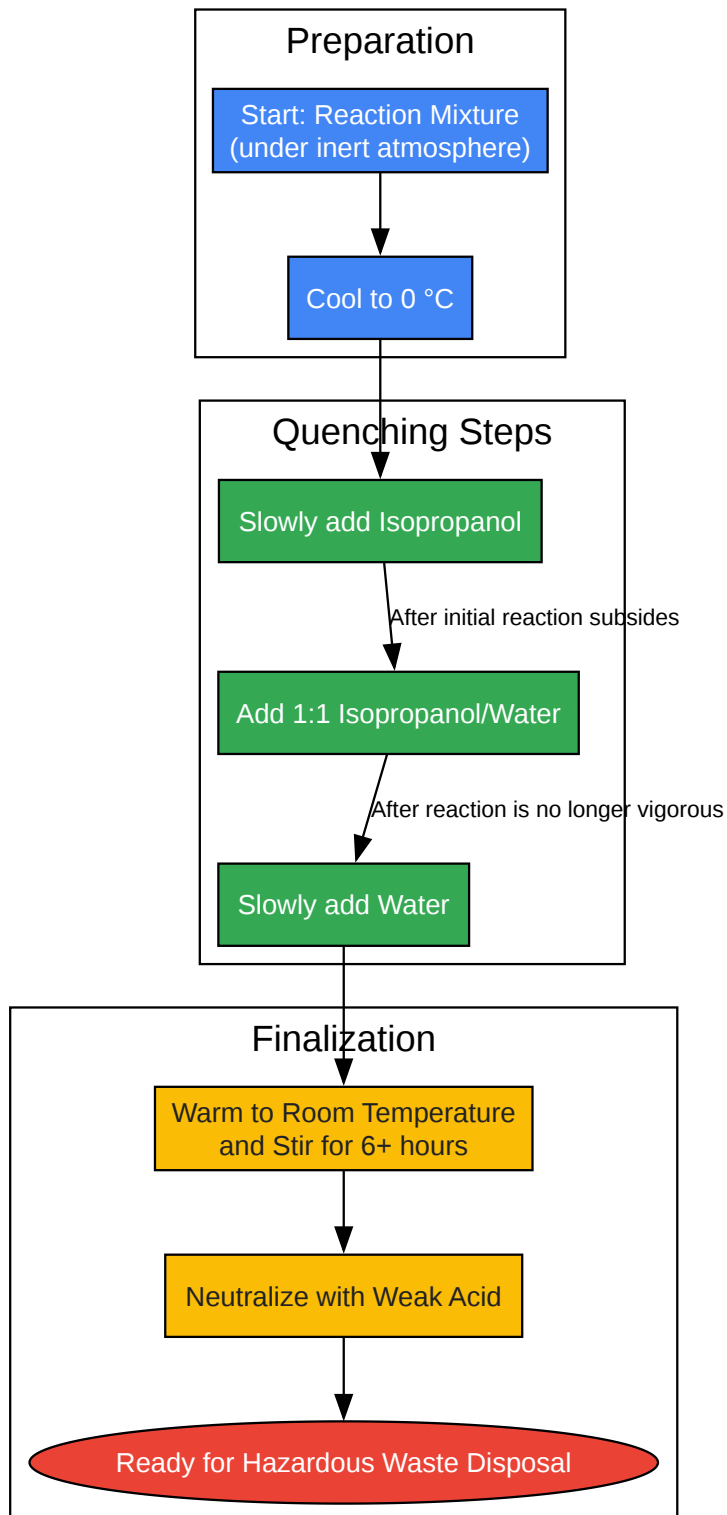 Preparation
Start: Reaction Mixture
(under inert atmosphere)
Cool to 0 °C
Quenching Steps
Slowly add Isopropanol
After initial reaction subsides
Add 1:1 Isopropanol/Water
After reaction is no longer vigorous
Slowly add Water
Finalization
Warm to Room Temperature
and Stir for 6+ hours
Neutralize with Weak Acid
Ready for Hazardous Waste Disposal